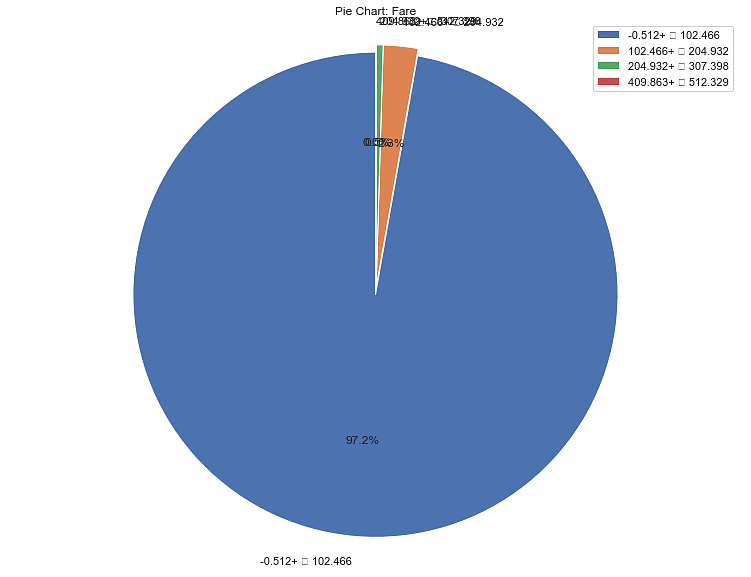 Pie Chart: Fare
-0.512+ □ 102.466
102.466+ □ 204.932
204.932+ □ 307.398
409.863+ □ 512.329
97.2%
-0.512+ □ 102.466